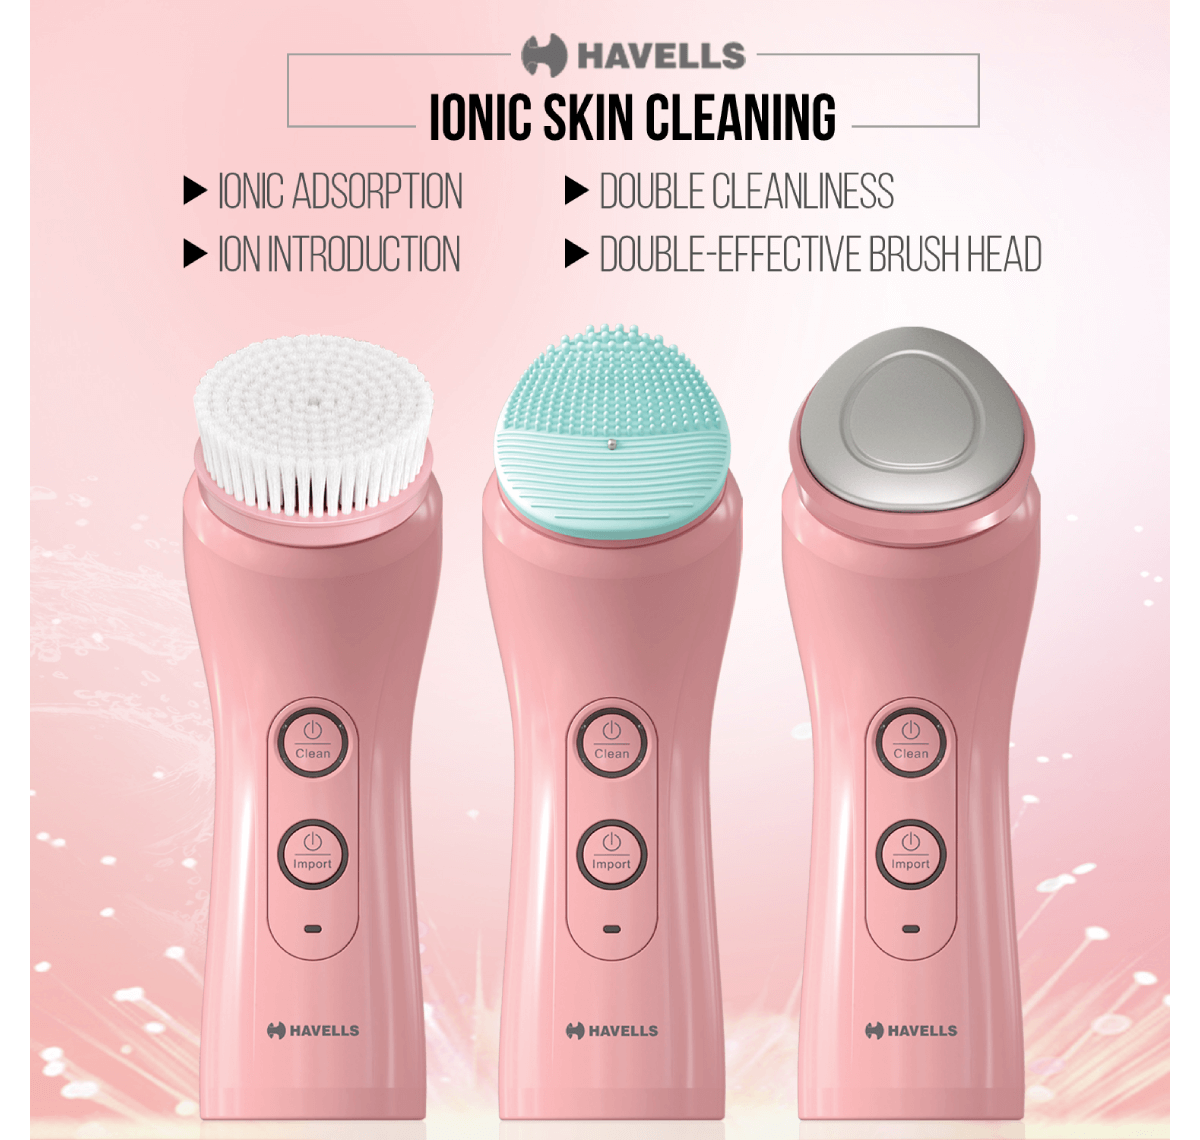 HAVELLS
IONIC SKIN CLEANING
IONIC ADSORPTION
DOUBLE CLEANLINESS
ION INTRODUCTION
DOUBLE-EFFECTIVE BRUSH HEAD
Clean
Clean
Clean
Import
Import
Import
HAVELLS
HAVELLS
HAVELLS